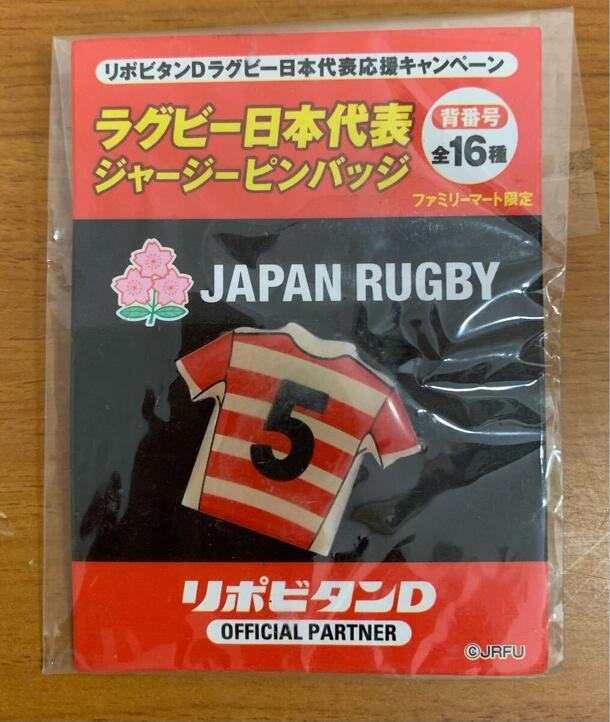 リポビタンDラグビー日本代表応援キャンペーン
ラグビー日本代表
ジャージーピンバッジ
背番号
全16種
ファミリーマート限定
JAPAN RUGBY
5
リポビタンD
OFFICIAL PARTNER
©JRFU